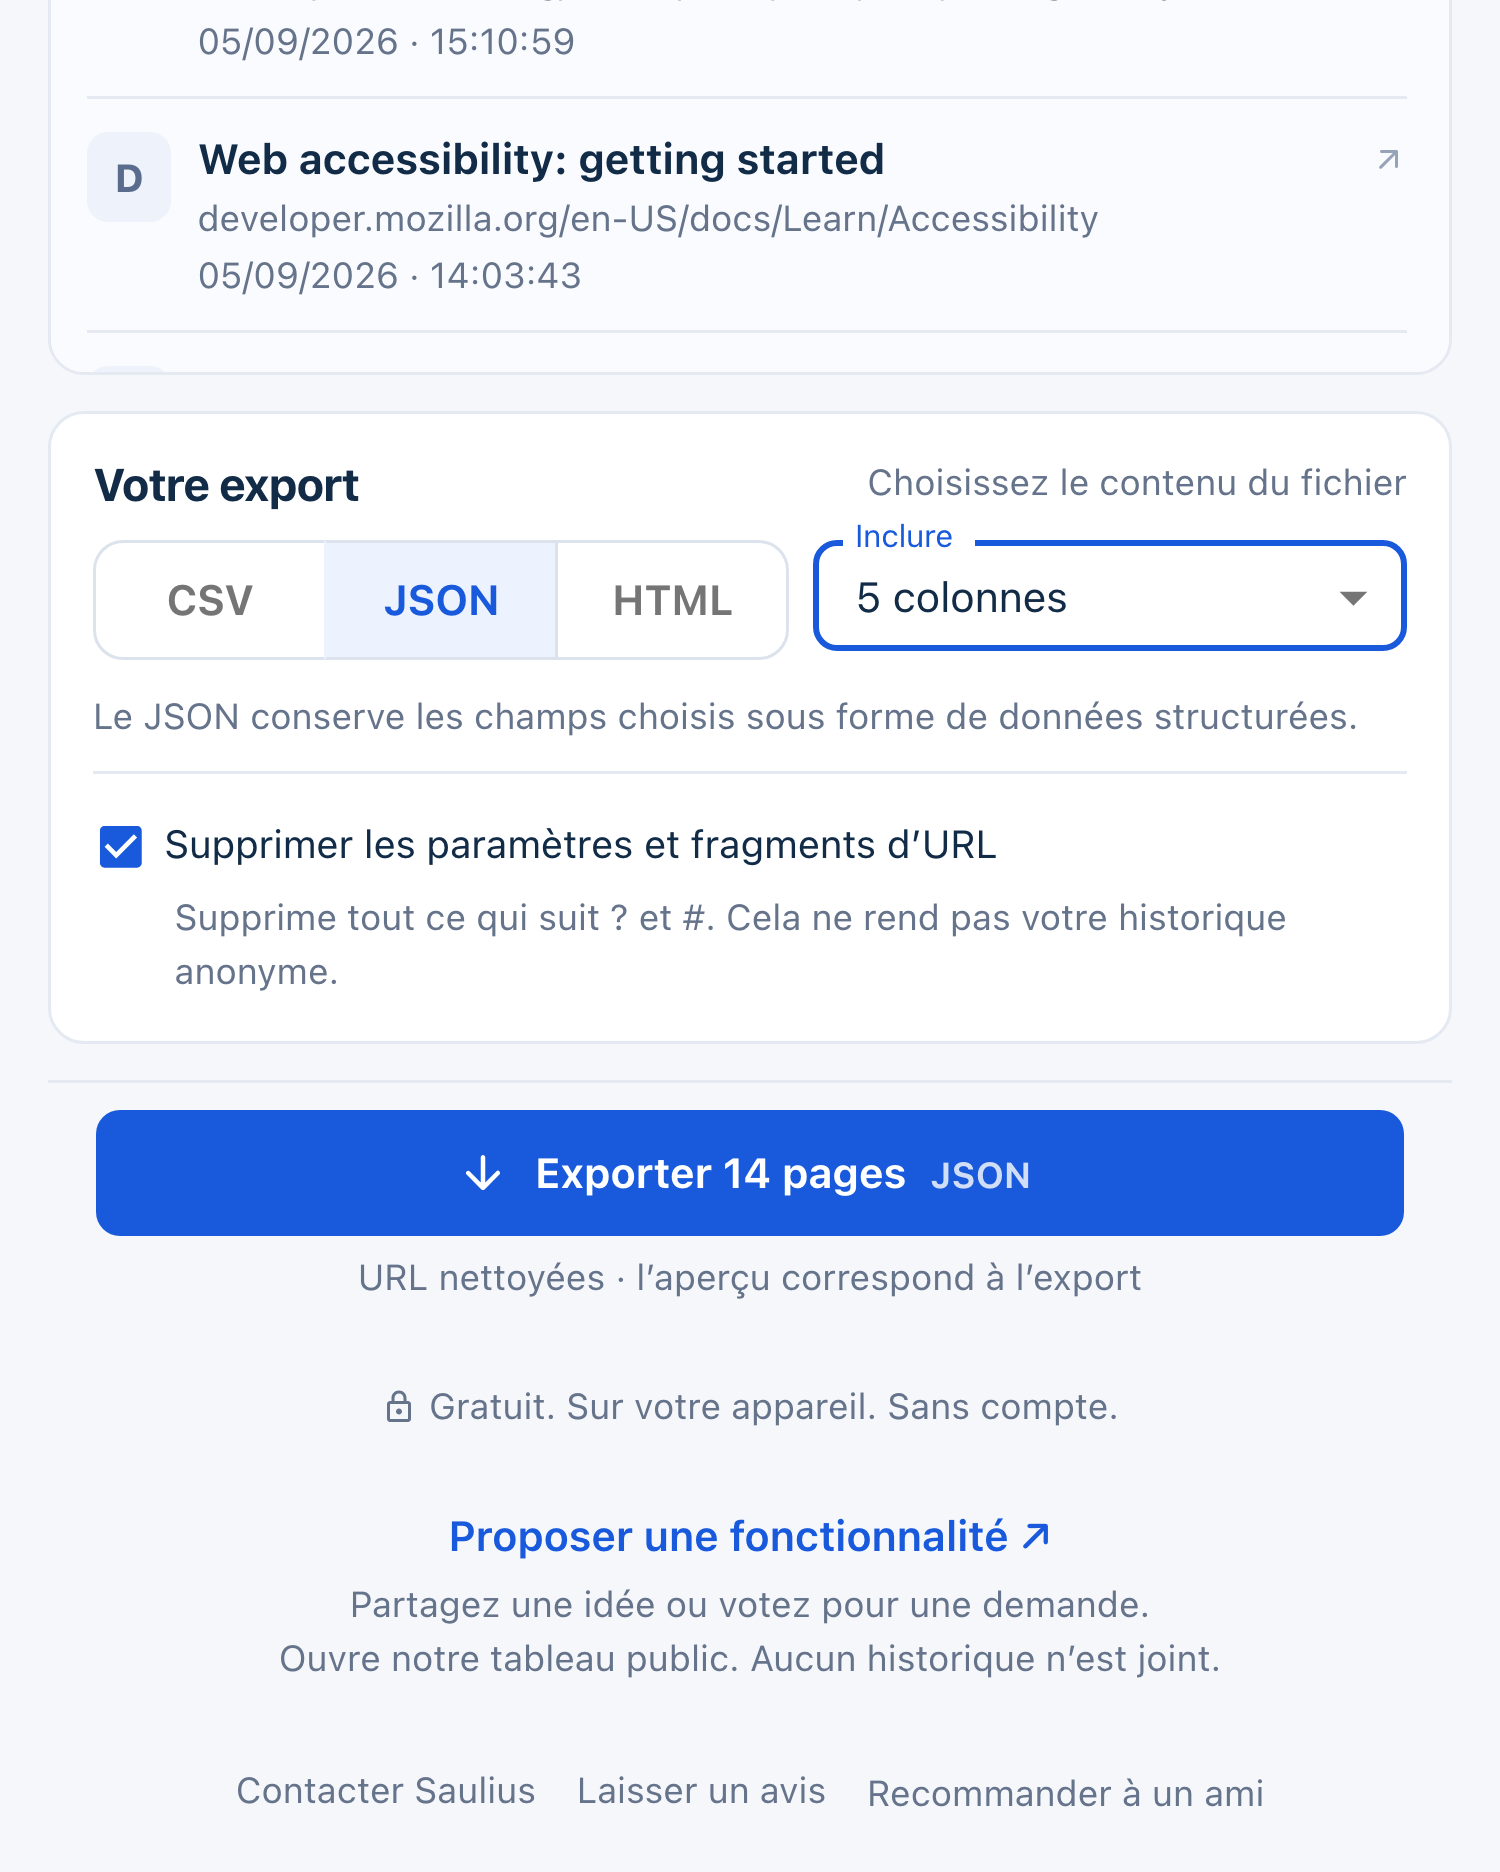 05/09/2026 · 15:10:59
D
Web accessibility: getting started
developer.mozilla.org/en-US/docs/Learn/Accessibility
05/09/2026 · 14:03:43
Votre export
Choisissez le contenu du fichier
Inclure
CSV JSON HTML
5 colonnes
Le JSON conserve les champs choisis sous forme de données structurées.
Supprimer les paramètres et fragments d’URL
Supprime tout ce qui suit ? et #. Cela ne rend pas votre historique
anonyme.
Exporter 14 pages JSON
URL nettoyées · l’aperçu correspond à l’export
Gratuit. Sur votre appareil. Sans compte.
Proposer une fonctionnalité
Partagez une idée ou votez pour une demande.
Ouvre notre tableau public. Aucun historique n’est joint.
Contacter Saulius Laisser un avis Recommander à un ami